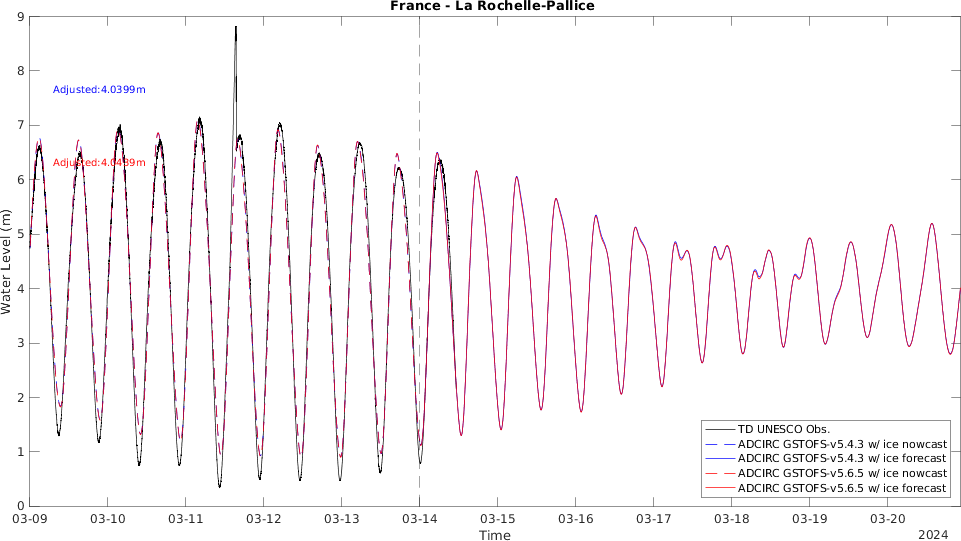 France - La Rochelle-Pallice
9
8
7
6
5
4
3
2
1
0
Water Level (m)
Adjusted:4.0399m
Adjusted:4.0439m
TD UNESCO Obs.
ADCIRC GSTOFS-v5.4.3 w/ ice nowcast
ADCIRC GSTOFS-v5.4.3 w/ ice forecast
ADCIRC GSTOFS-v5.6.5 w/ ice nowcast
ADCIRC GSTOFS-v5.6.5 w/ ice forecast
03-09 03-10 03-11 03-12 03-13 03-14 03-15 03-16 03-17 03-18 03-19 03-20
Time
2024